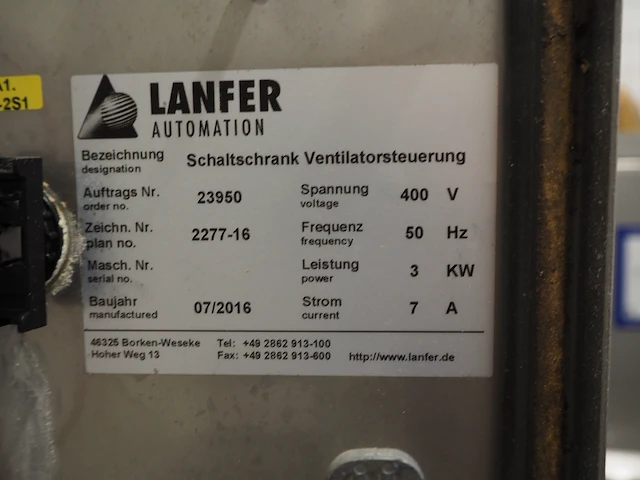 A1.
-2S1
LANFER
AUTOMATION
Bezeichnung Schaltschrank Ventilatorsteuerung
designation
Auftrags Nr. 23950 Spannung 400 V
order no. voltage
Zeichn. Nr. 2277-16 Frequenz 50 Hz
plan no. frequency
Masch. Nr. Leistung 3 KW
serial no. power
Baujahr 07/2016 Strom 7 A
manufactured current
46325 Borken-Weseke Tel: +49 2862 913-100
Hoher Weg 13 Fax: +49 2862 913-600 http://www.lanfer.de